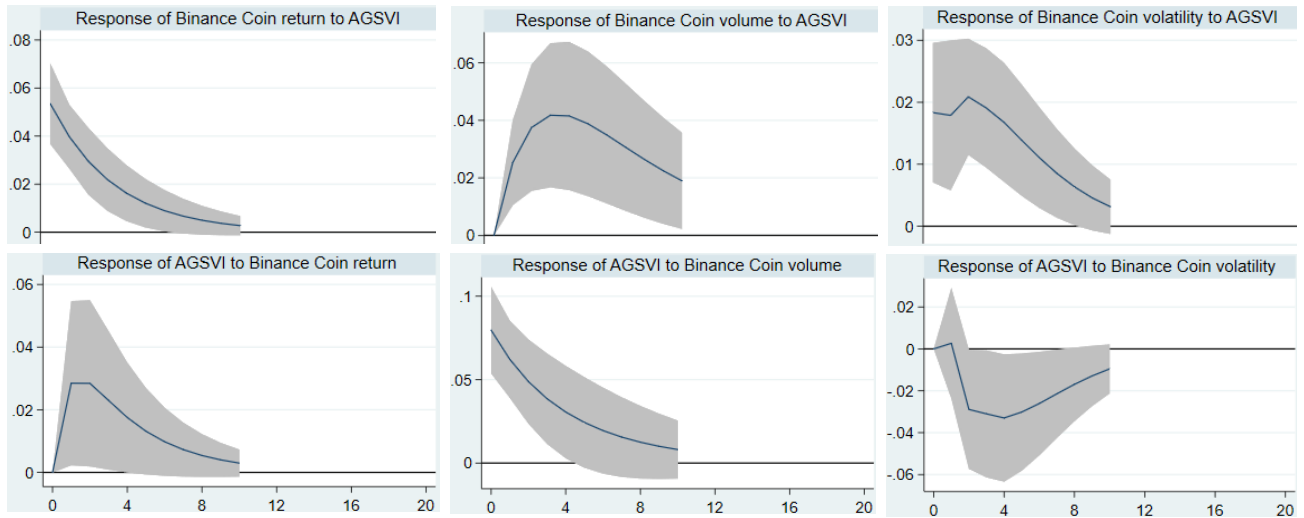 Response of Binance Coin return to AGSVI
.08
.06
.04
.02
0
Response of Binance Coin volume to AGSVI
.06
.04
.02
0
Response of Binance Coin volatility to AGSVI
.03
.02
.01
0
Response of AGSVI to Binance Coin return
.06
.04
.02
0
0 4 8 12 16 20
Response of AGSVI to Binance Coin volume
.1
.05
0
0 4 8 12 16 20
Response of AGSVI to Binance Coin volatility
.02
0
-.02
-.04
-.06
0 4 8 12 16 20